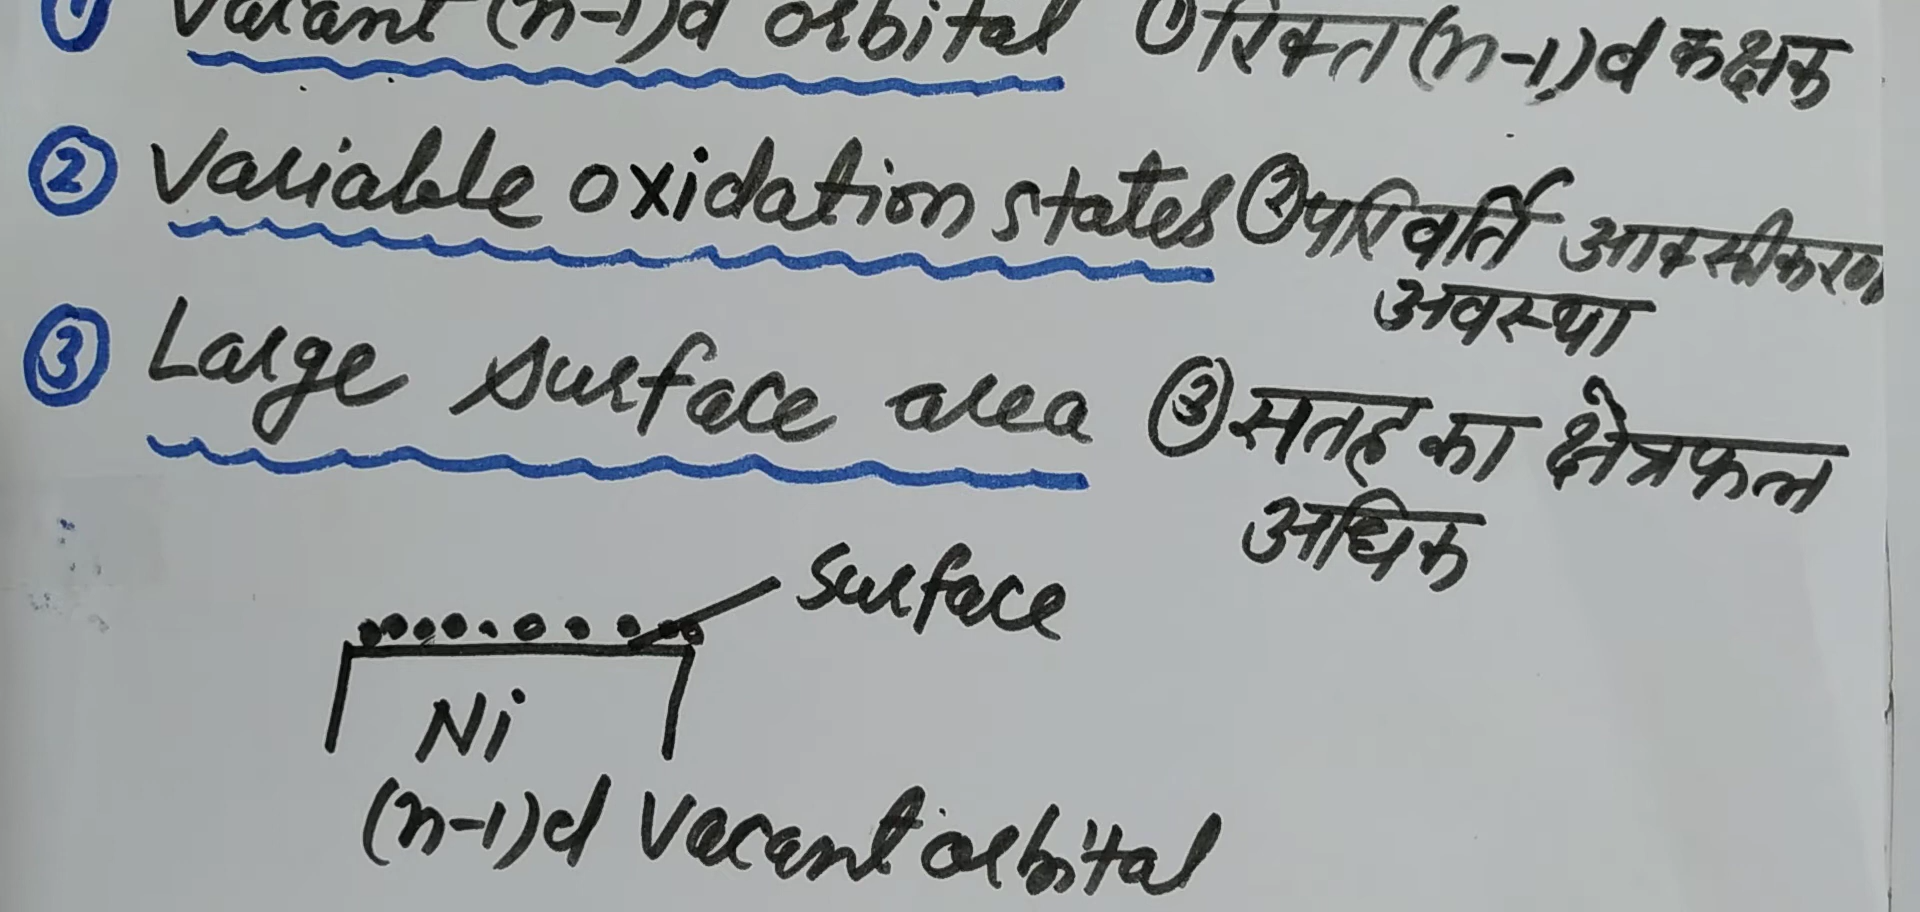 ① Vacant (n-1)d orbital ① रिक्त (n-1)d कक्षक
② Variable oxidation states ② परिवर्ति आक्सीकरण
अवस्था
③ Large surface area ③ सतह का क्षेत्रफल
अधिक
Surface
Ni
(n-1)d Vacant orbital